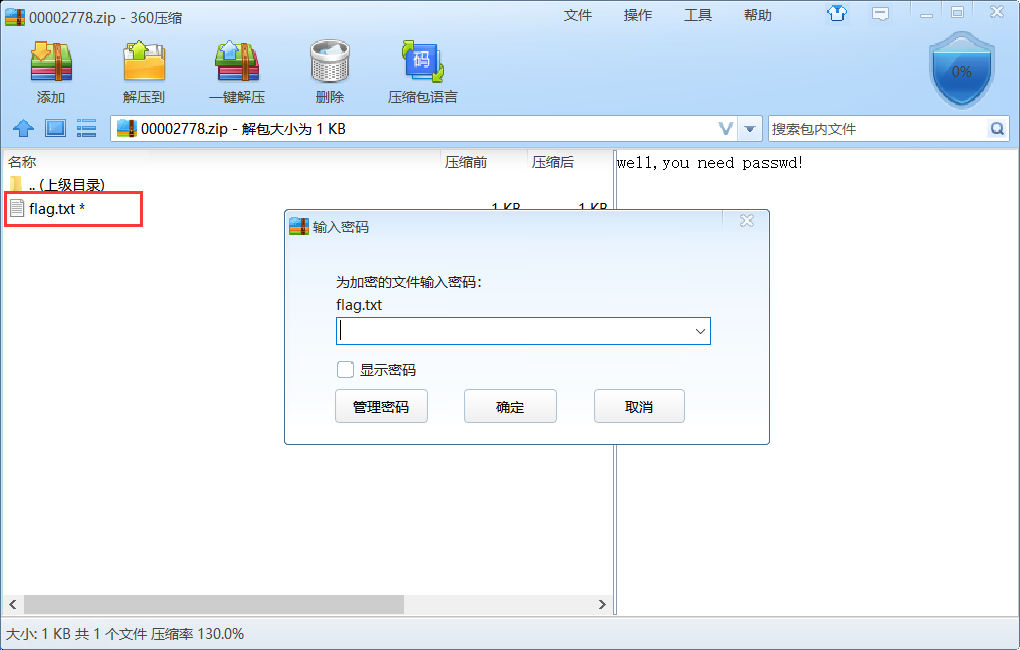 00002778.zip - 360压缩
文件 操作 工具 帮助
码
添加 解压到 一键解压 删除 压缩包语言
0%
00002778.zip - 解包大小为 1 KB
搜索包内文件
名称 压缩前 压缩后
.. (上级目录)
flag.txt * 1 KB 1 KB
well,you need passwd!
输入密码
为加密的文件输入密码:
flag.txt
显示密码
管理密码 确定 取消
大小: 1 KB 共 1 个文件 压缩率 130.0%